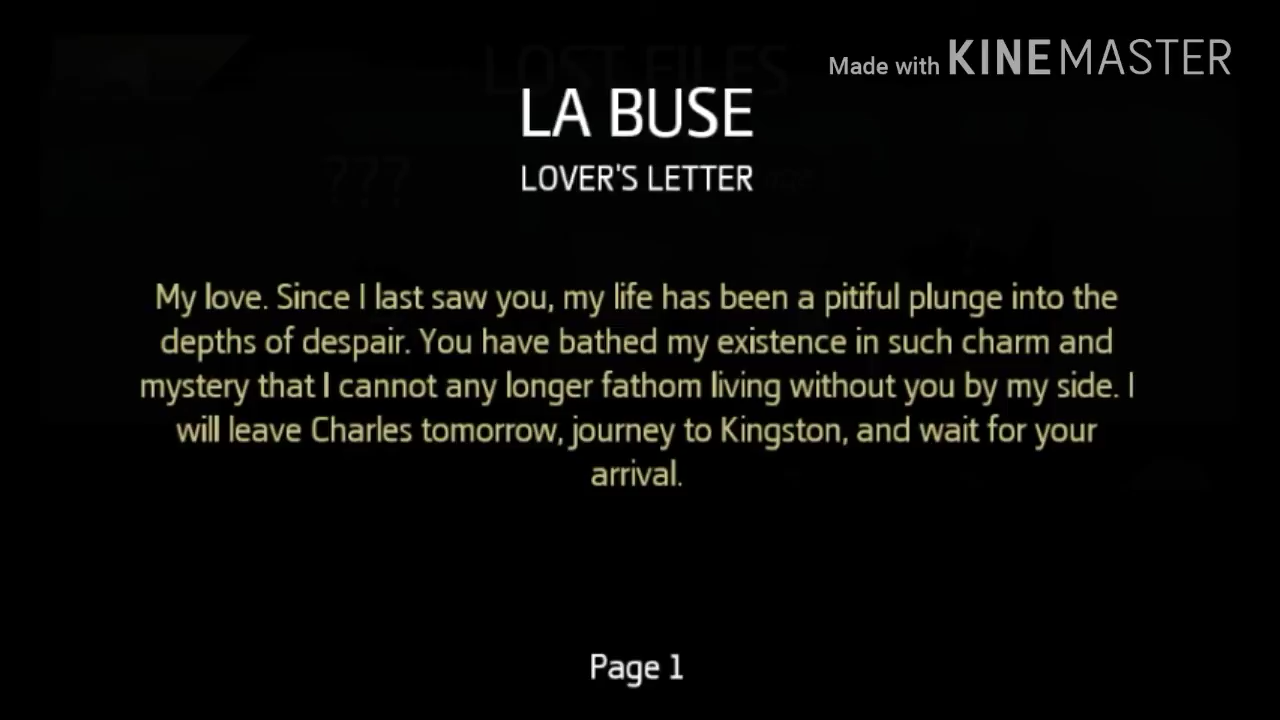 Made with KINEMASTER
LOST FILES
LA BUSE
LOVER'S LETTER
???
My love. Since I last saw you, my life has been a pitiful plunge into the
depths of despair. You have bathed my existence in such charm and
mystery that I cannot any longer fathom living without you by my side. I
will leave Charles tomorrow, journey to Kingston, and wait for your
arrival.
Page 1